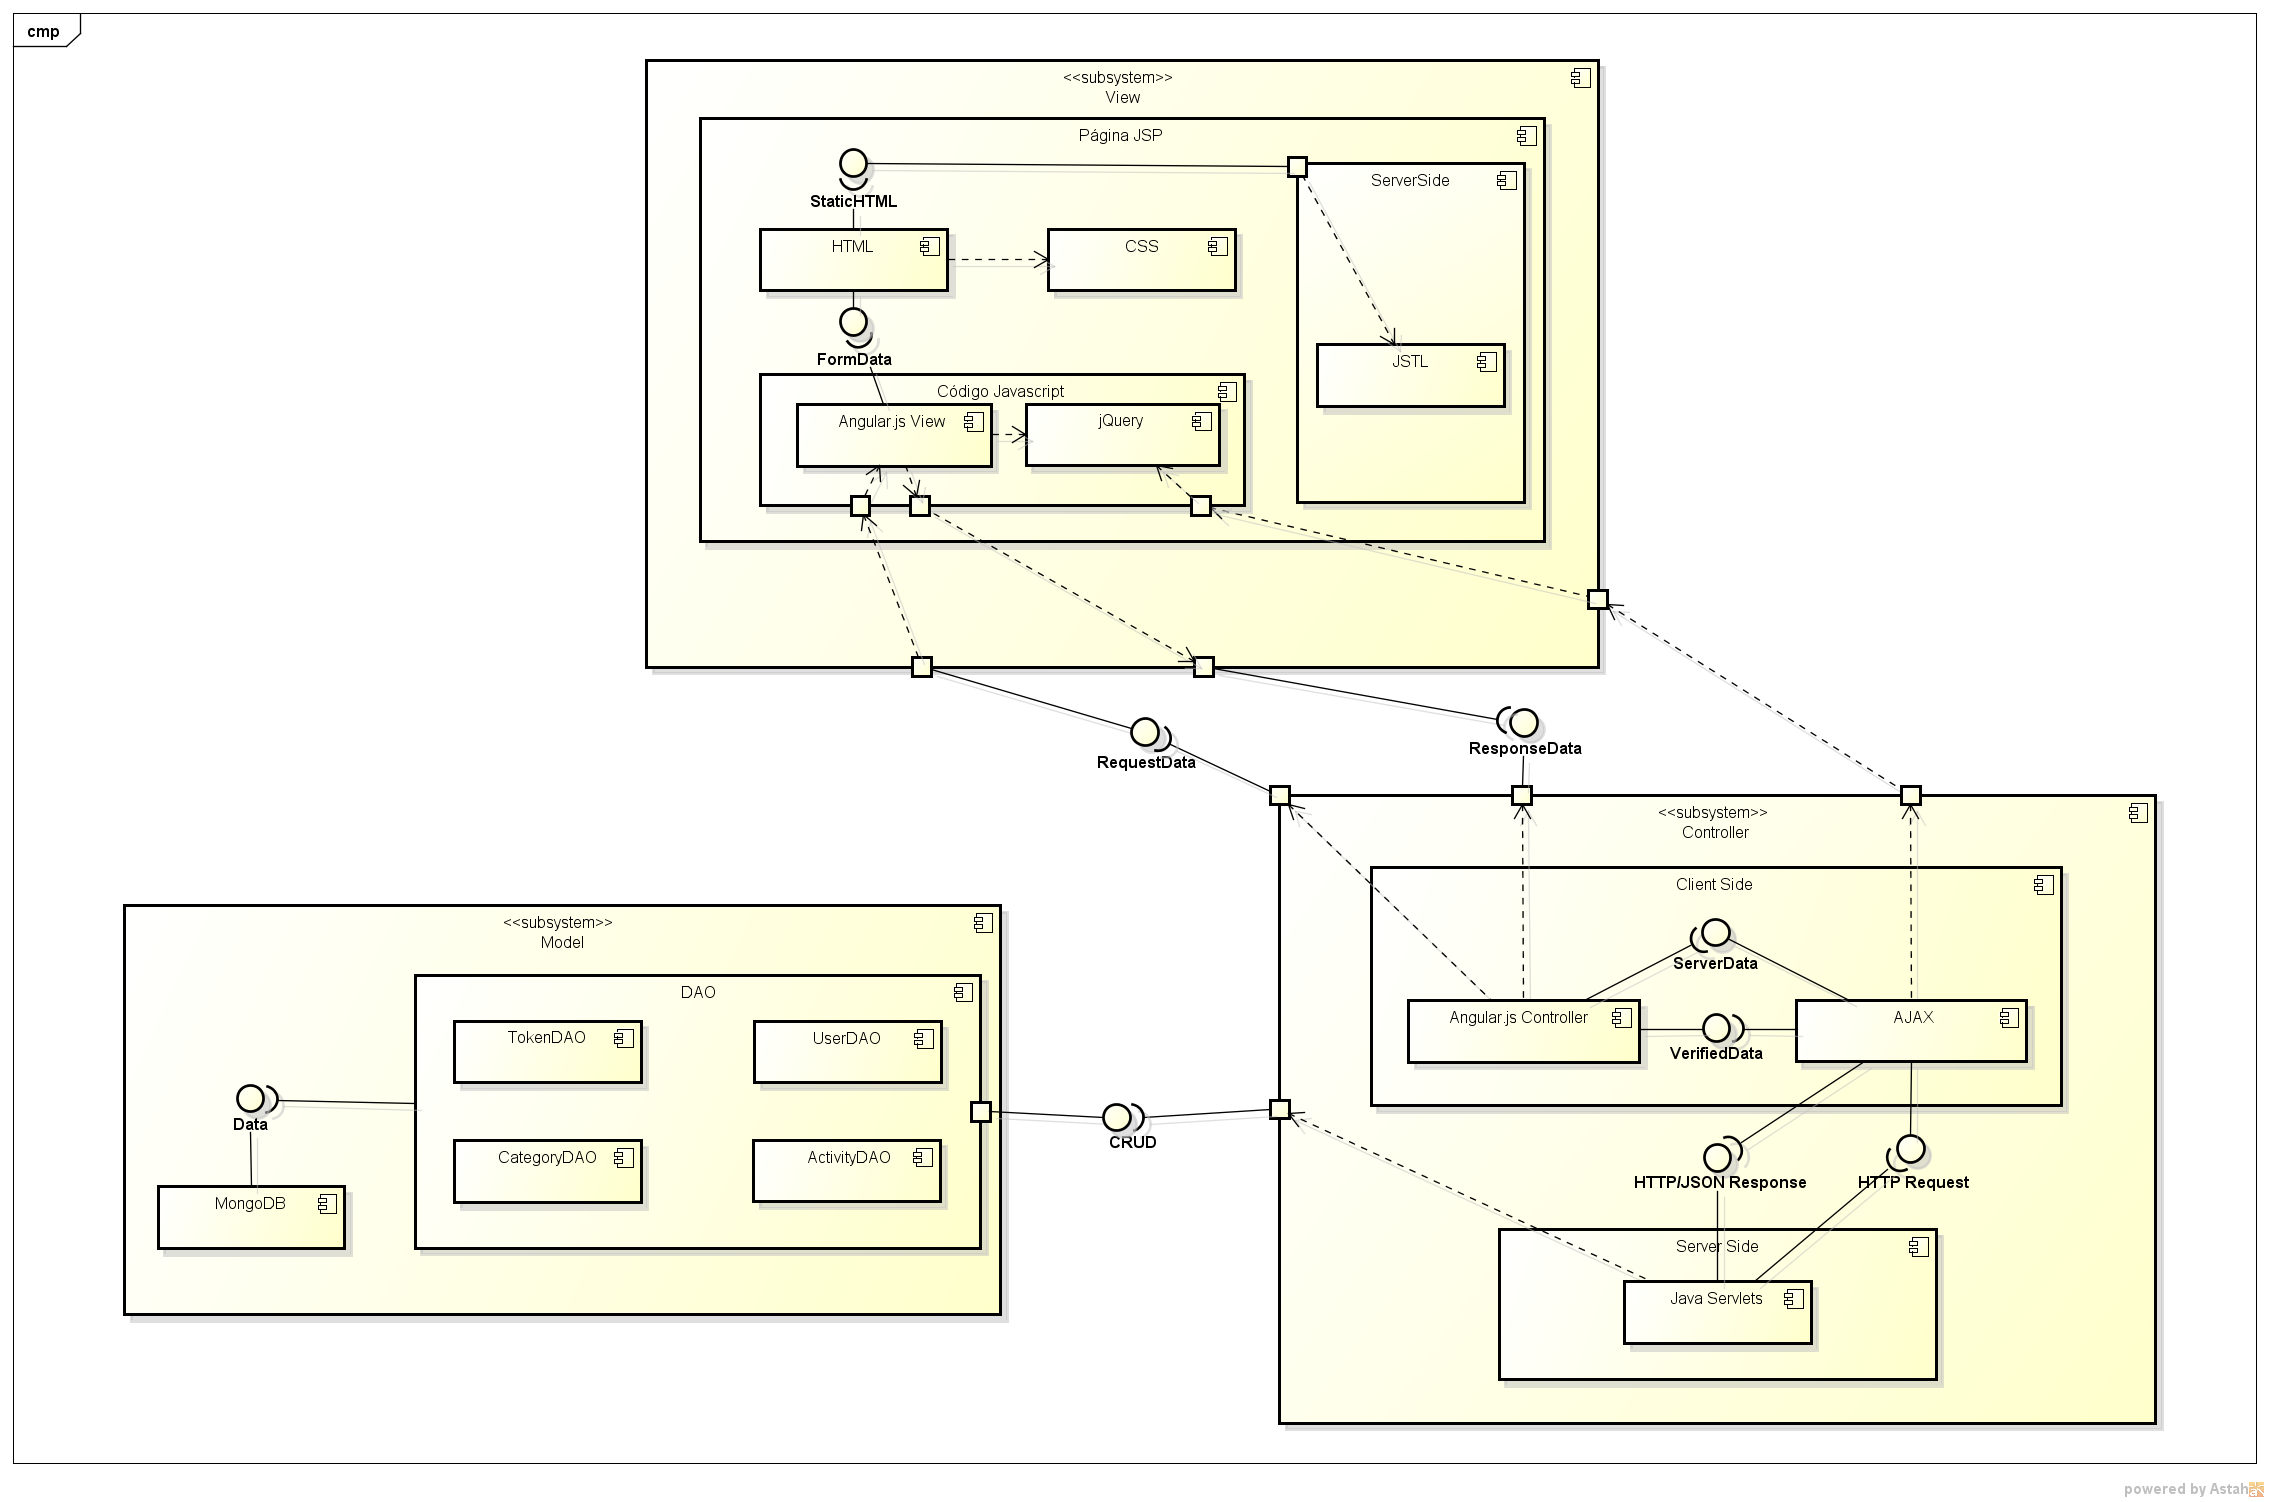 cmp
<<subsystem>>
View
Página JSP
StaticHTML
ServerSide
HTML
CSS
FormData
JSTL
Código Javascript
Angular.js View
jQuery
RequestData
ResponseData
<<subsystem>>
Controller
Client Side
ServerData
Angular.js Controller
AJAX
VerifiedData
HTTP/JSON Response
HTTP Request
Server Side
Java Servlets
<<subsystem>>
Model
DAO
TokenDAO
UserDAO
Data
CRUD
CategoryDAO
ActivityDAO
MongoDB
powered by Astah